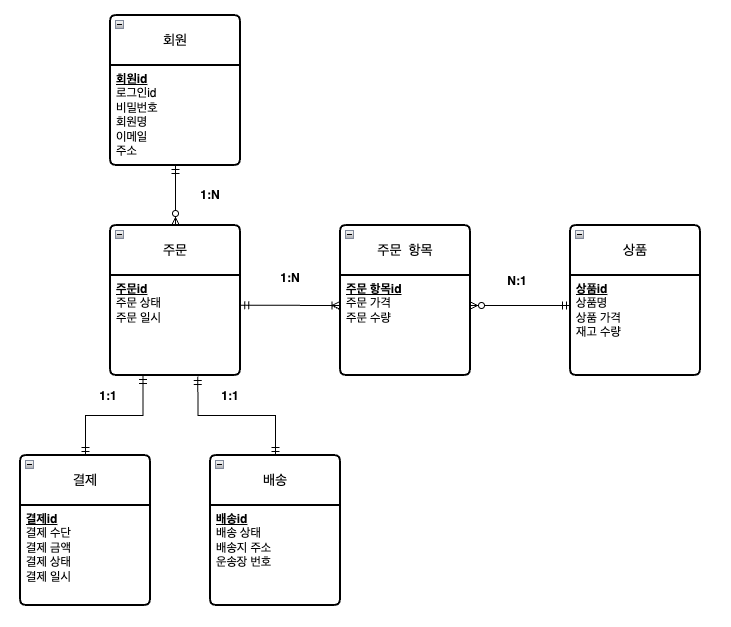 회원
회원id
로그인id
비밀번호
회원명
이메일
주소
1:N
주문
주문id
주문 상태
주문 일시
1:N
주문 항목
주문 항목id
주문 가격
주문 수량
N:1
상품
상품id
상품명
상품 가격
재고 수량
1:1
1:1
결제
결제id
결제 수단
결제 금액
결제 상태
결제 일시
배송
배송id
배송 상태
배송지 주소
운송장 번호